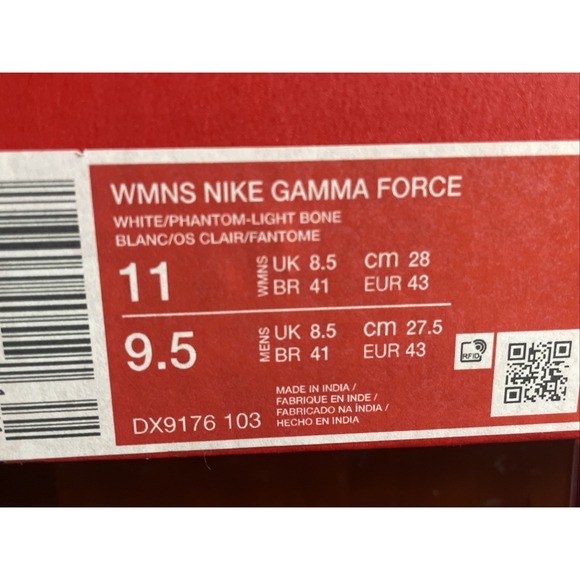 WMNS NIKE GAMMA FORCE
WHITE/PHANTOM-LIGHT BONE
BLANC/OS CLAIR/FANTOME
11 WMNS UK 8.5 cm 28
BR 41 EUR 43
9.5 MENS UK 8.5 cm 27.5
BR 41 EUR 43
RFID
MADE IN INDIA /
FABRIQUE EN INDE /
FABRICADO NA ÍNDIA /
HECHO EN INDIA
DX9176 103